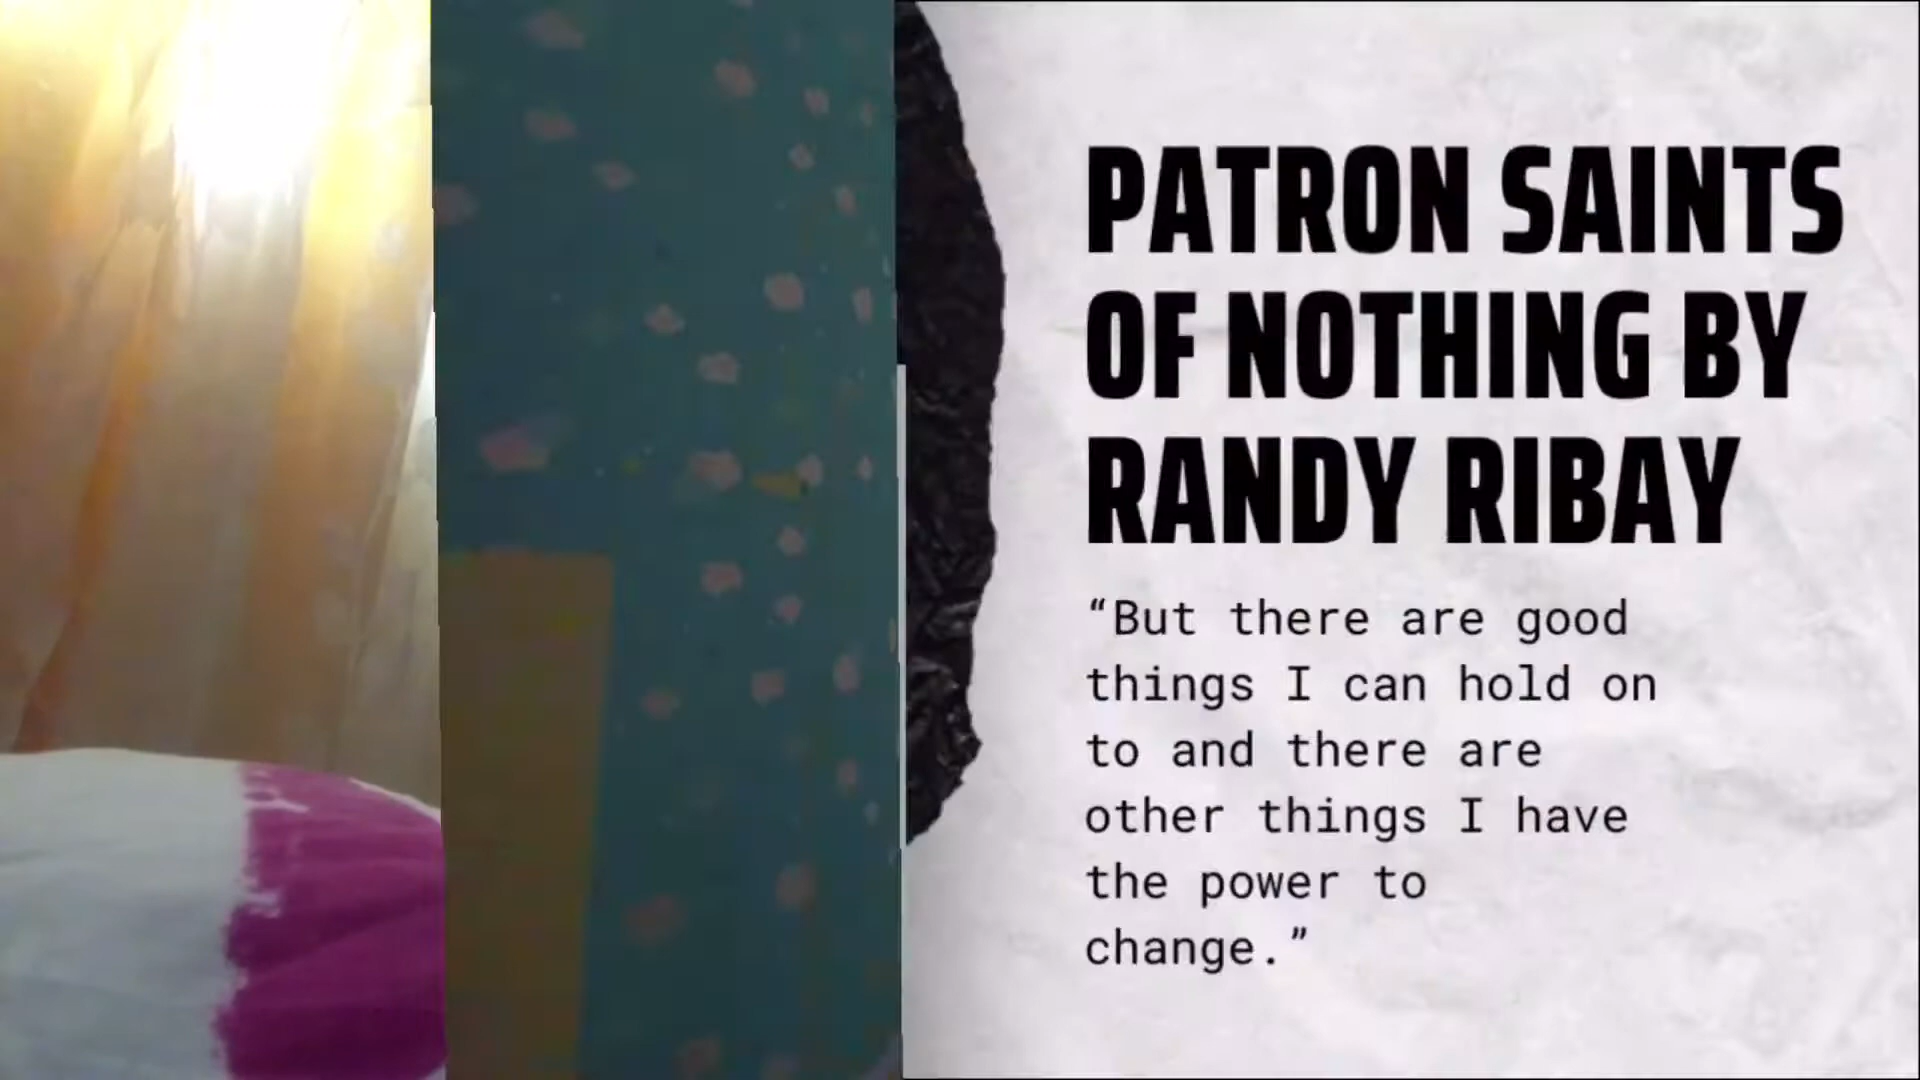 PATRON SAINTS
OF NOTHING BY
RANDY RIBAY
“But there are good
things I can hold on
to and there are
other things I have
the power to
change.”